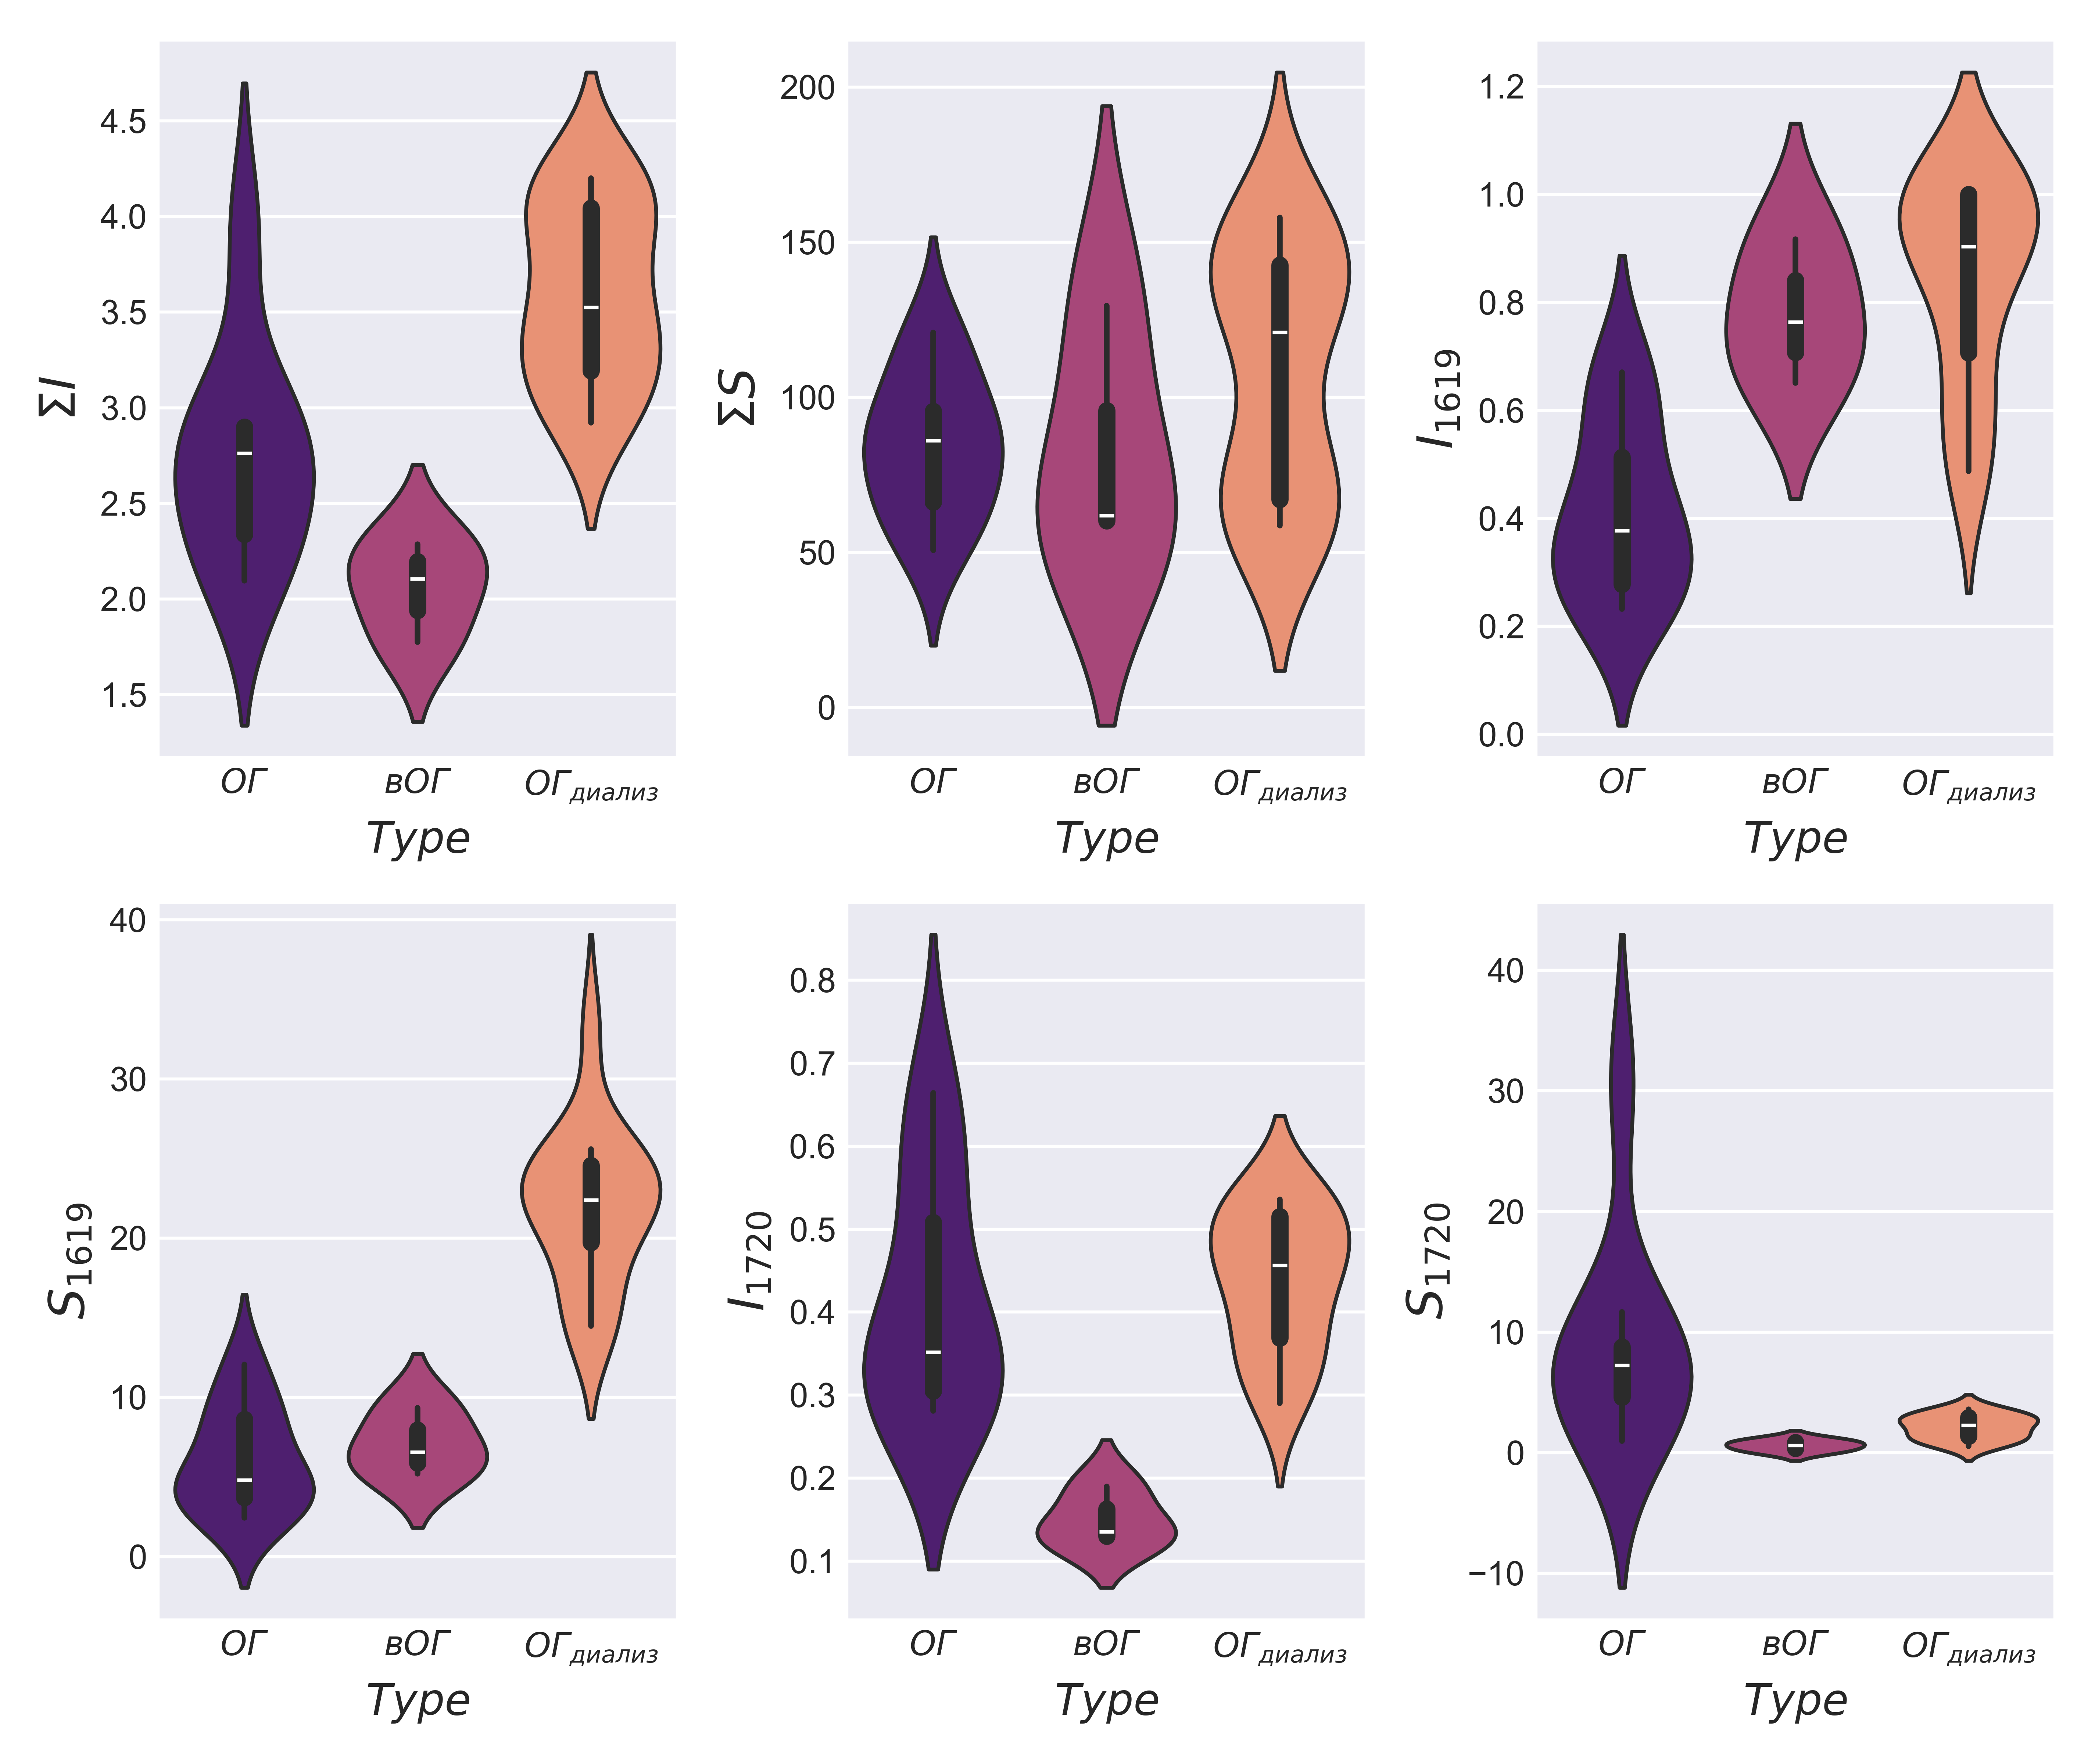 ΣI
4.5
4.0
3.5
3.0
2.5
2.0
1.5
ОГ вОГ ОГдиализ
Type
ΣS
200
150
100
50
0
ОГ вОГ ОГдиализ
Type
I1619
1.2
1.0
0.8
0.6
0.4
0.2
0.0
ОГ вОГ ОГдиализ
Type
S1619
40
30
20
10
0
ОГ вОГ ОГдиализ
Type
I1720
0.8
0.7
0.6
0.5
0.4
0.3
0.2
0.1
ОГ вОГ ОГдиализ
Type
S1720
40
30
20
10
0
−10
ОГ вОГ ОГдиализ
Type